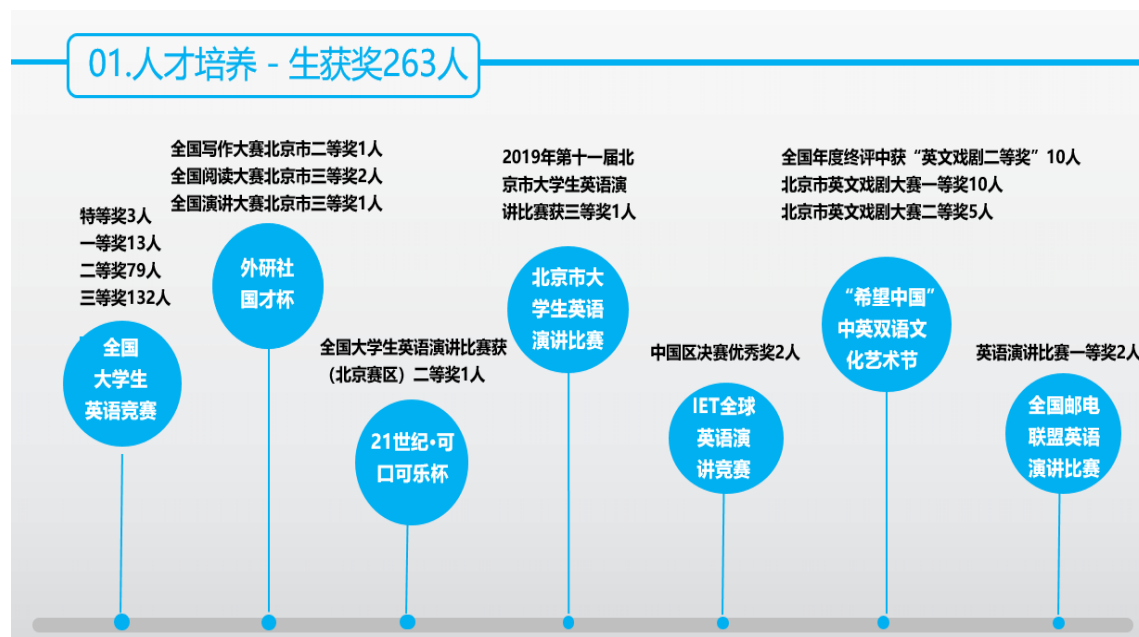 01.人才培养 - 生获奖263人
特等奖3人
一等奖13人
二等奖79人
三等奖132人
全国
大学生
英语竞赛
全国写作大赛北京市二等奖1人
全国阅读大赛北京市三等奖2人
全国演讲大赛北京市三等奖1人
外研社
国才杯
全国大学生英语演讲比赛获
（北京赛区）二等奖1人
21世纪·可
口可乐杯
2019年第十一届北
京市大学生英语演
讲比赛获三等奖1人
北京市大
学生英语
演讲比赛
中国区决赛优秀奖2人
IET全球
英语演
讲竞赛
全国年度终评中获“英文戏剧二等奖”10人
北京市英文戏剧大赛一等奖10人
北京市英文戏剧大赛二等奖5人
“希望中国”
中英双语文
化艺术节
英语演讲比赛一等奖2人
全国邮电
联盟英语
演讲比赛